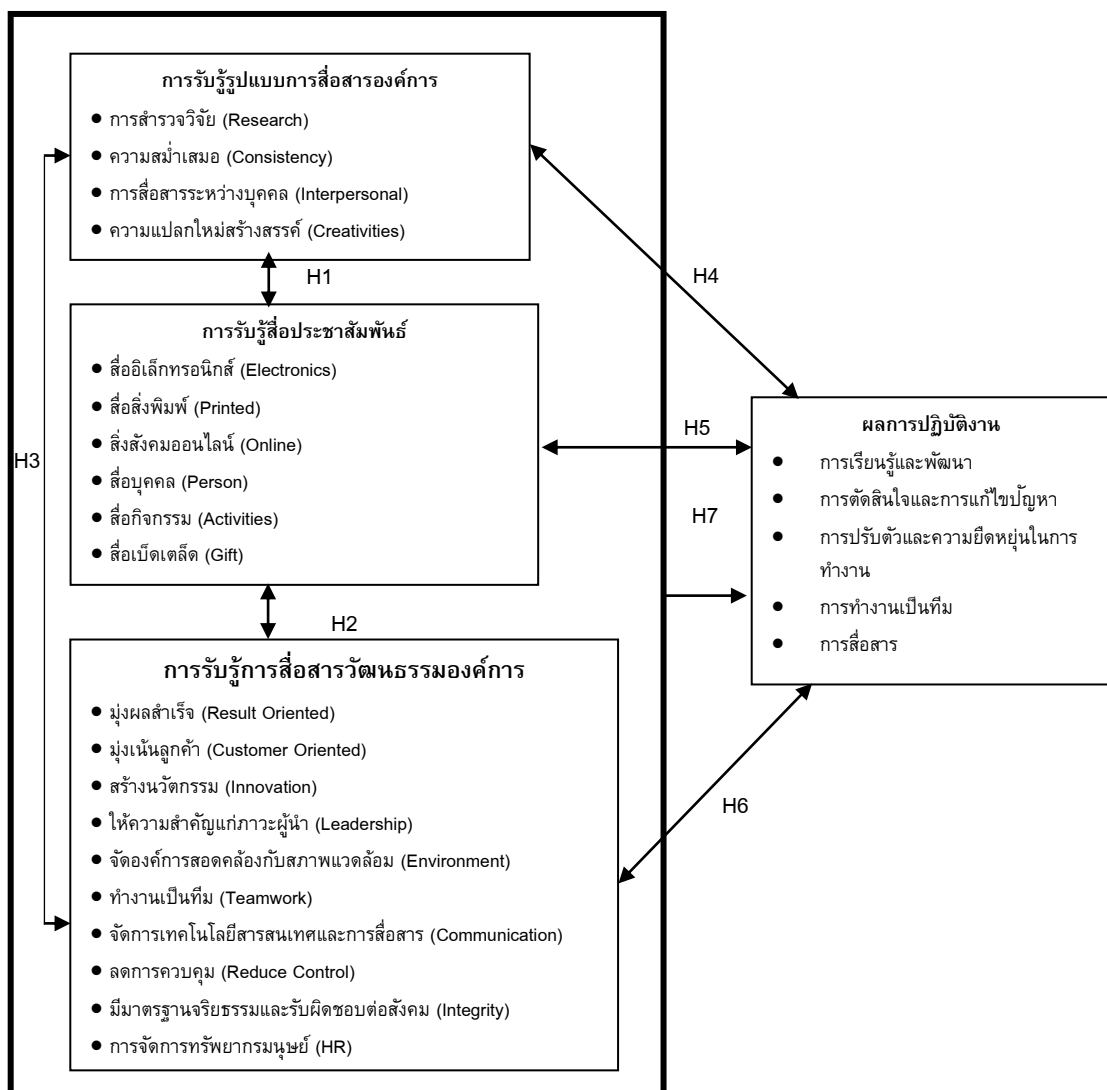 การรับรู้รูปแบบการสื่อสารองค์การ
● การสำรวจวิจัย (Research)
● ความสม่ำเสมอ (Consistency)
● การสื่อสารระหว่างบุคคล (Interpersonal)
● ความแปลกใหม่สร้างสรรค์ (Creativities)
H1
H4
การรับรู้สื่อประชาสัมพันธ์
● สื่ออิเล็กทรอนิกส์ (Electronics)
● สื่อสิ่งพิมพ์ (Printed)
● สิ่งสังคมออนไลน์ (Online)
● สื่อบุคคล (Person)
● สื่อกิจกรรม (Activities)
● สื่อเบ็ดเตล็ด (Gift)
H3
H5
H7
ผลการปฏิบัติงาน
● การเรียนรู้และพัฒนา
● การตัดสินใจและการแก้ไขปัญหา
● การปรับตัวและความยืดหยุ่นในการ
ทำงาน
● การทำงานเป็นทีม
● การสื่อสาร
H2
การรับรู้การสื่อสารวัฒนธรรมองค์การ
● มุ่งผลสำเร็จ (Result Oriented)
● มุ่งเน้นลูกค้า (Customer Oriented)
● สร้างนวัตกรรม (Innovation)
● ให้ความสำคัญแก่ภาวะผู้นำ (Leadership)
● จัดองค์การสอดคล้องกับสภาพแวดล้อม (Environment)
● ทำงานเป็นทีม (Teamwork)
● จัดการเทคโนโลยีสารสนเทศและการสื่อสาร (Communication)
● ลดการควบคุม (Reduce Control)
● มีมาตรฐานจริยธรรมและรับผิดชอบต่อสังคม (Integrity)
● การจัดการทรัพยากรมนุษย์ (HR)
H6